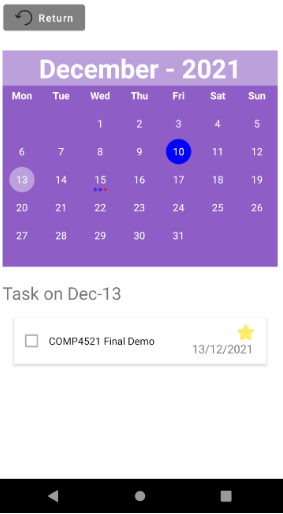 Return
December - 2021
Mon Tue Wed Thu Fri Sat Sun
1 2 3 4 5
6 7 8 9 10 11 12
13 14 15 16 17 18 19
20 21 22 23 24 25 26
27 28 29 30 31
Task on Dec-13
COMP4521 Final Demo
13/12/2021